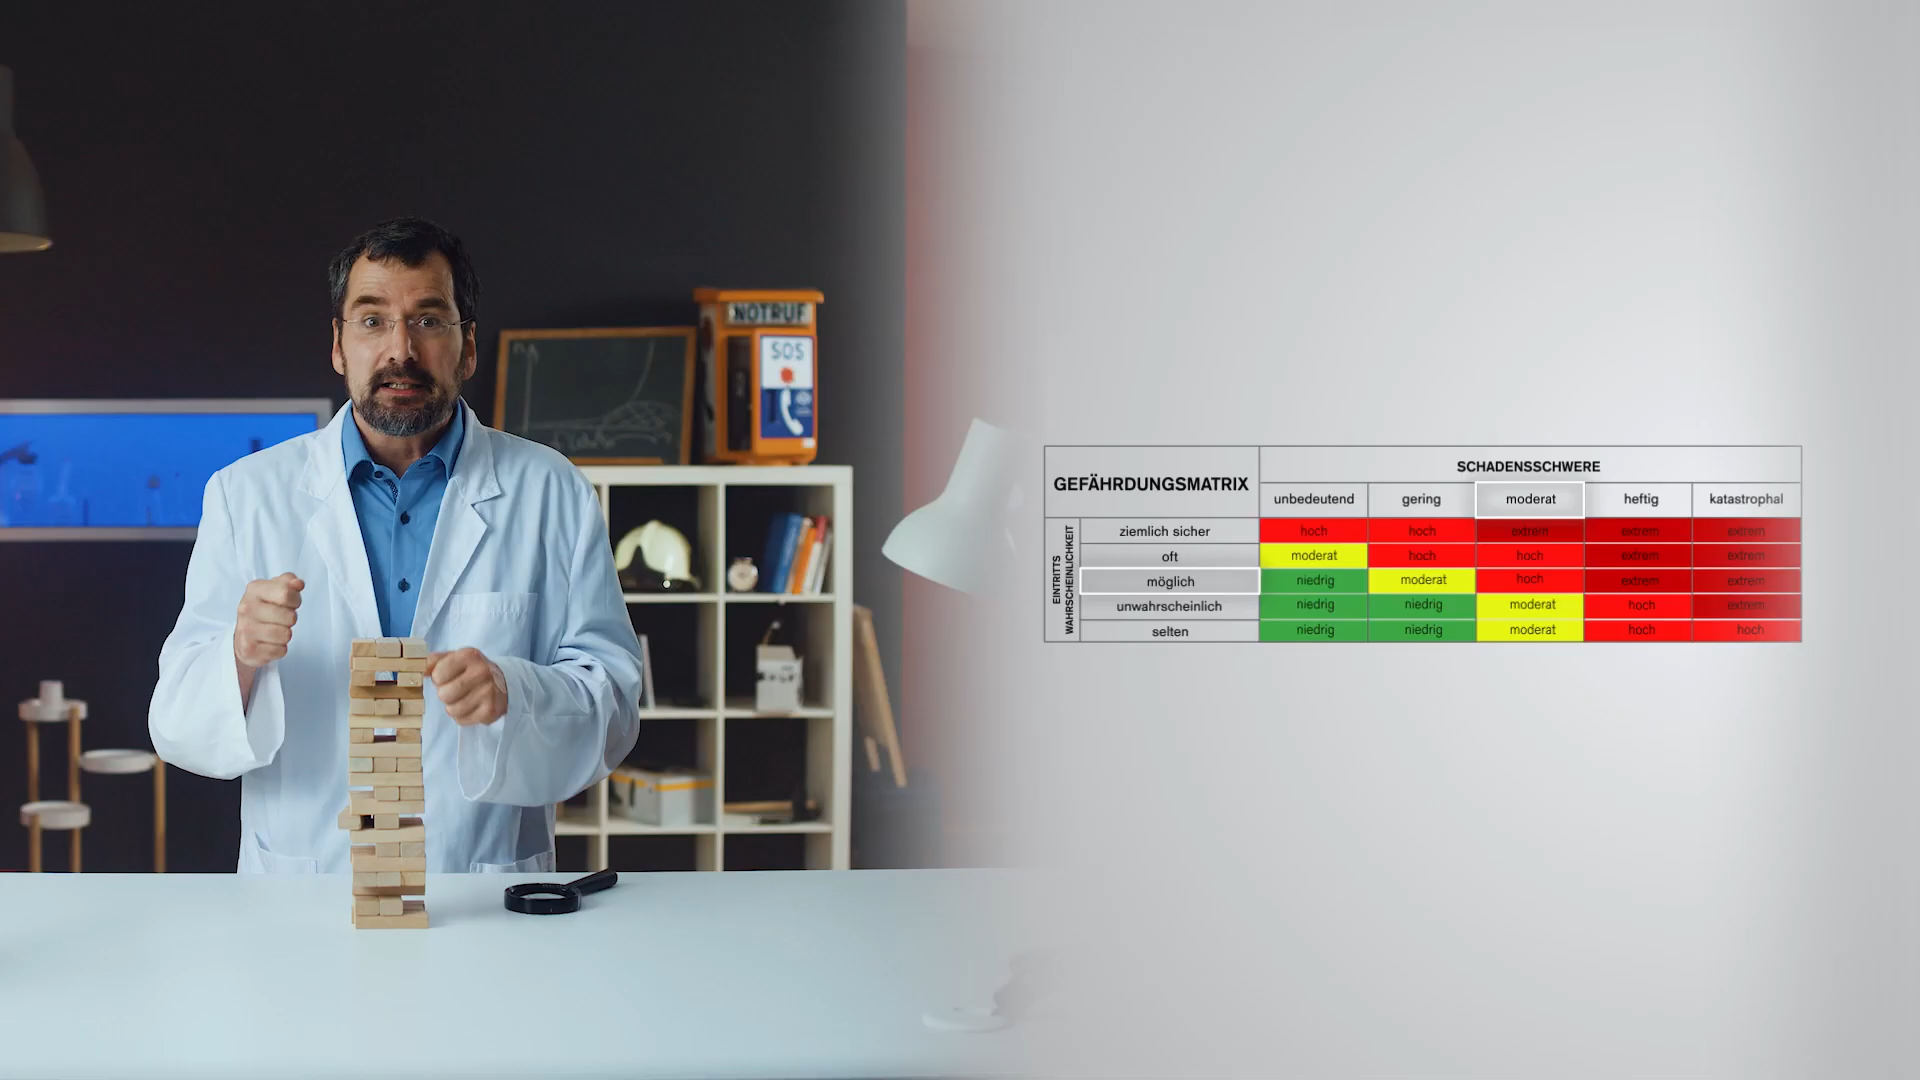 NOTRUF
SOS
GEFÄHRDUNGSMATRIX
SCHADENSSCHWERE
unbedeutend gering moderat heftig katastrophal
EINTRITTS
WAHRSCHEINLICHKEIT
ziemlich sicher hoch hoch extrem extrem extrem
oft moderat hoch hoch extrem extrem
möglich niedrig moderat hoch extrem extrem
unwahrscheinlich niedrig niedrig moderat hoch extrem
selten niedrig niedrig moderat hoch hoch